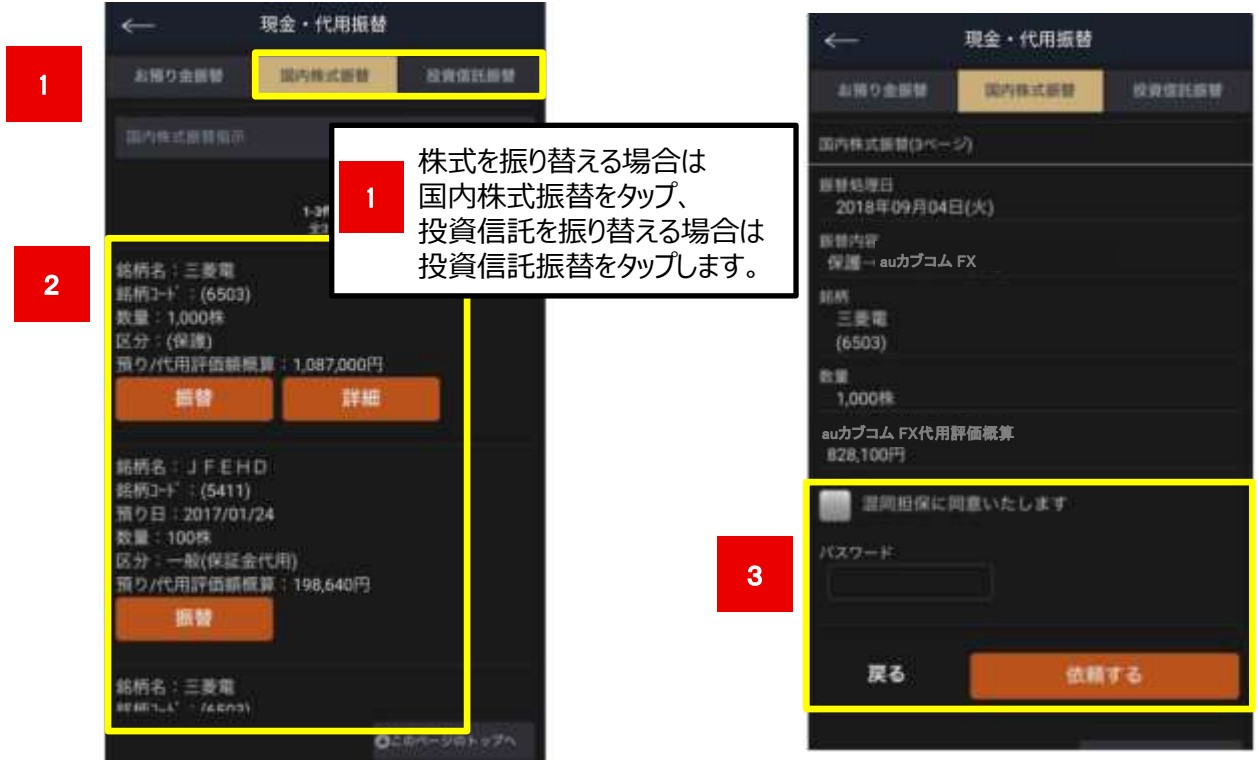 ← 現金・代用振替
1
お預り金振替 国内株式振替 投資信託振替
国内株式振替指示
1
株式を振り替える場合は
国内株式振替をタップ、
投資信託を振り替える場合は
投資信託振替をタップします。
2
銘柄名：三菱電
銘柄コード：(6503)
数量：1,000株
区分：(保護)
預り/代用評価額概算：1,087,000円
振替 詳細
銘柄名：ＪＦＥＨＤ
銘柄コード：(5411)
預り日：2017/01/24
数量：100株
区分：一般(保証金代用)
預り/代用評価額概算：198,640円
振替
銘柄名：三菱電
銘柄コード：(6503)
このページのトップへ
← 現金・代用振替
お預り金振替 国内株式振替 投資信託振替
国内株式振替(3ページ)
振替処理日
2018年09月04日(火)
振替内容
保護→auカブコム FX
銘柄
三菱電
(6503)
数量
1,000株
auカブコム FX代用評価概算
828,100円
3
混同担保に同意いたします
パスワード
戻る 依頼する